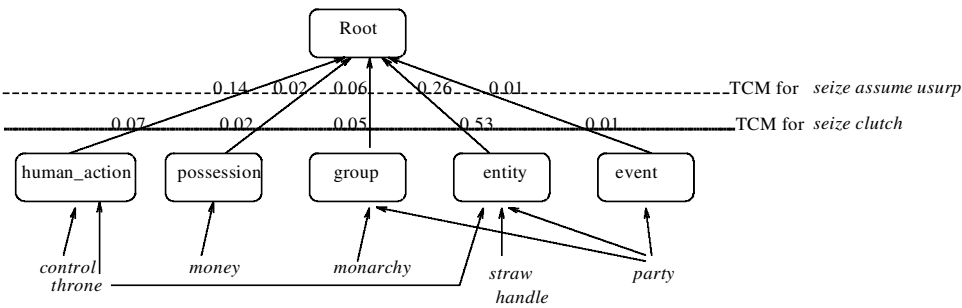 Root
0.14 0.02 0.06 0.26 0.01 TCM for seize assume usurp
0.07 0.02 0.05 0.53 0.01 TCM for seize clutch
human_action possession group entity event
control money monarchy straw party
throne handle